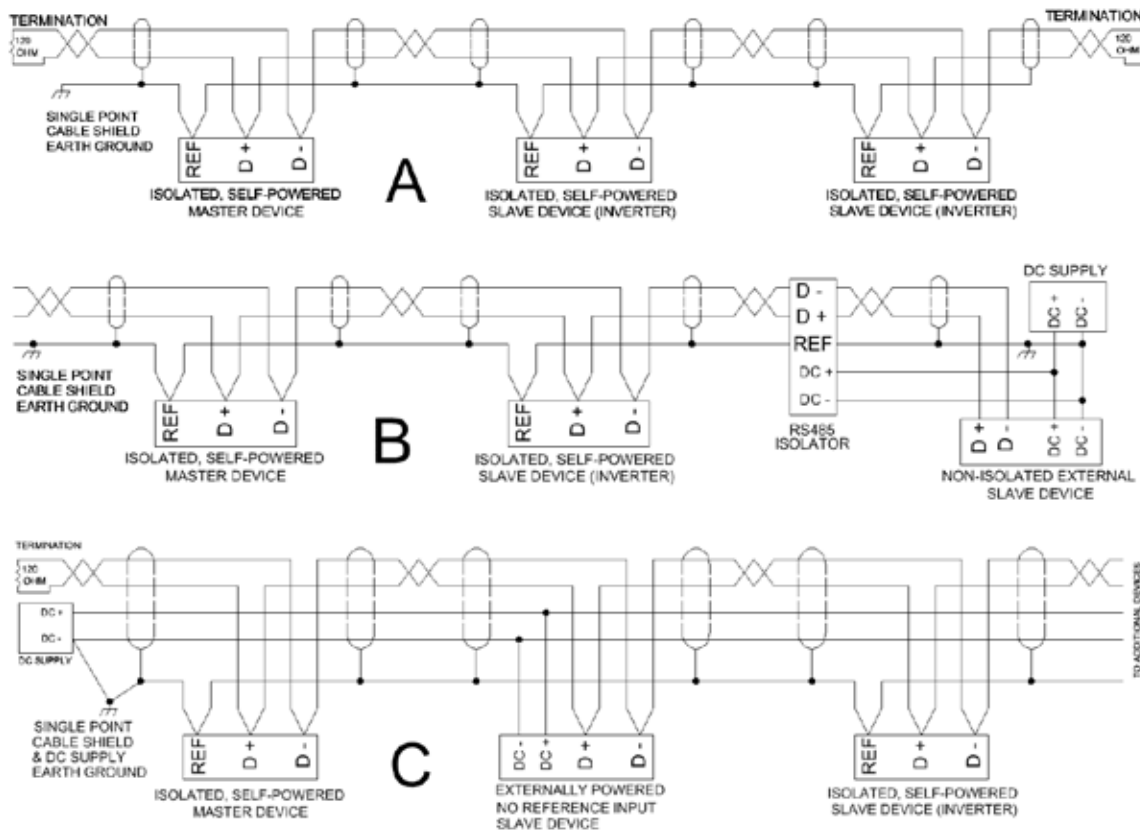 TERMINATION
120
OHM
SINGLE POINT
CABLE SHIELD
EARTH GROUND
REF
D +
D -
ISOLATED, SELF-POWERED
MASTER DEVICE
A
REF
D +
D -
ISOLATED, SELF-POWERED
SLAVE DEVICE (INVERTER)
REF
D +
D -
ISOLATED, SELF-POWERED
SLAVE DEVICE (INVERTER)
TERMINATION
120
OHM
SINGLE POINT
CABLE SHIELD
EARTH GROUND
REF
D +
D -
ISOLATED, SELF-POWERED
MASTER DEVICE
B
REF
D +
D -
ISOLATED, SELF-POWERED
SLAVE DEVICE (INVERTER)
D -
D +
REF
DC +
DC -
RS485
ISOLATOR
DC SUPPLY
DC +
DC -
D +
D -
DC +
DC -
NON-ISOLATED EXTERNAL
SLAVE DEVICE
TERMINATION
120
OHM
DC +
DC -
DC SUPPLY
SINGLE POINT
CABLE SHIELD
& DC SUPPLY
EARTH GROUND
REF
D +
D -
ISOLATED, SELF-POWERED
MASTER DEVICE
C
DC -
DC +
D +
D -
EXTERNALLY POWERED
NO REFERENCE INPUT
SLAVE DEVICE
REF
D +
D -
ISOLATED, SELF-POWERED
SLAVE DEVICE (INVERTER)
TO ADDITIONAL DEVICES